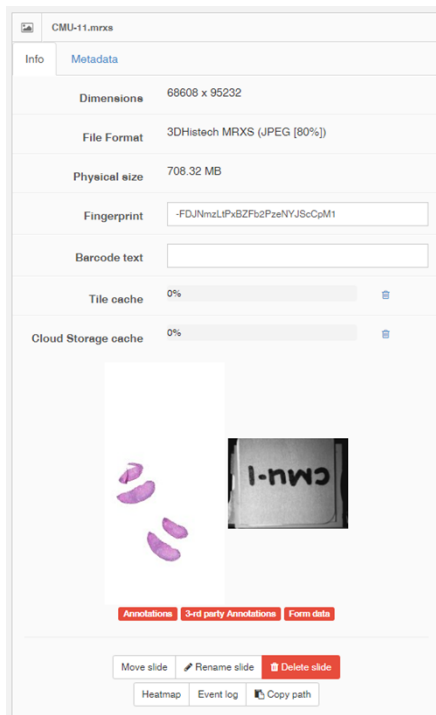 CMU-11.mrxs
Info Metadata
Dimensions 68608 x 95232
File Format 3DHistech MRXS (JPEG [80%])
Physical size 708.32 MB
Fingerprint -FDJNmzLtPxBZFb2PzeNYJScCpM1
Barcode text
Tile cache 0%
Cloud Storage cache 0%
CMU-1
Annotations 3-rd party Annotations Form data
Move slide Rename slide Delete slide
Heatmap Event log Copy path